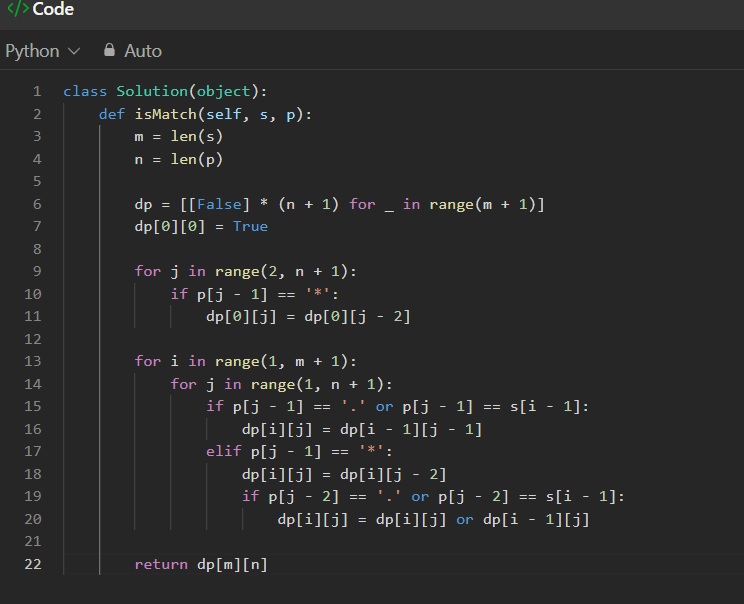 </> Code
Python Auto
1 class Solution(object):
2     def isMatch(self, s, p):
3         m = len(s)
4         n = len(p)
5
6         dp = [[False] * (n + 1) for _ in range(m + 1)]
7         dp[0][0] = True
8
9         for j in range(2, n + 1):
10             if p[j - 1] == '*':
11                 dp[0][j] = dp[0][j - 2]
12
13         for i in range(1, m + 1):
14             for j in range(1, n + 1):
15                 if p[j - 1] == '.' or p[j - 1] == s[i - 1]:
16                     dp[i][j] = dp[i - 1][j - 1]
17                 elif p[j - 1] == '*':
18                     dp[i][j] = dp[i][j - 2]
19                     if p[j - 2] == '.' or p[j - 2] == s[i - 1]:
20                         dp[i][j] = dp[i][j] or dp[i - 1][j]
21
22         return dp[m][n]